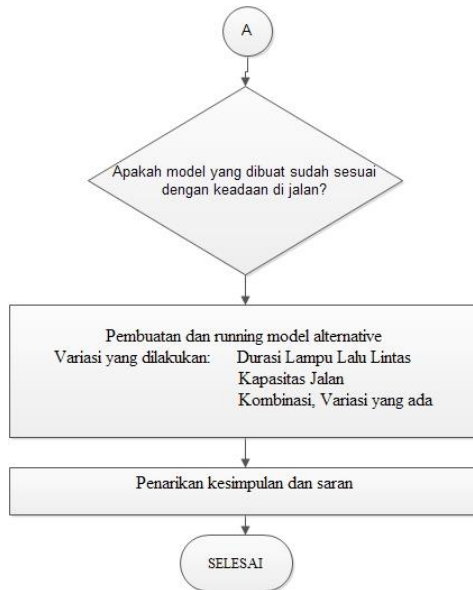 A
Apakah model yang dibuat sudah sesuai
dengan keadaan di jalan?
Pembuatan dan running model alternative
Variasi yang dilakukan: Durasi Lampu Lalu Lintas
Kapasitas Jalan
Kombinasi, Variasi yang ada
Penarikan kesimpulan dan saran
SELESAI